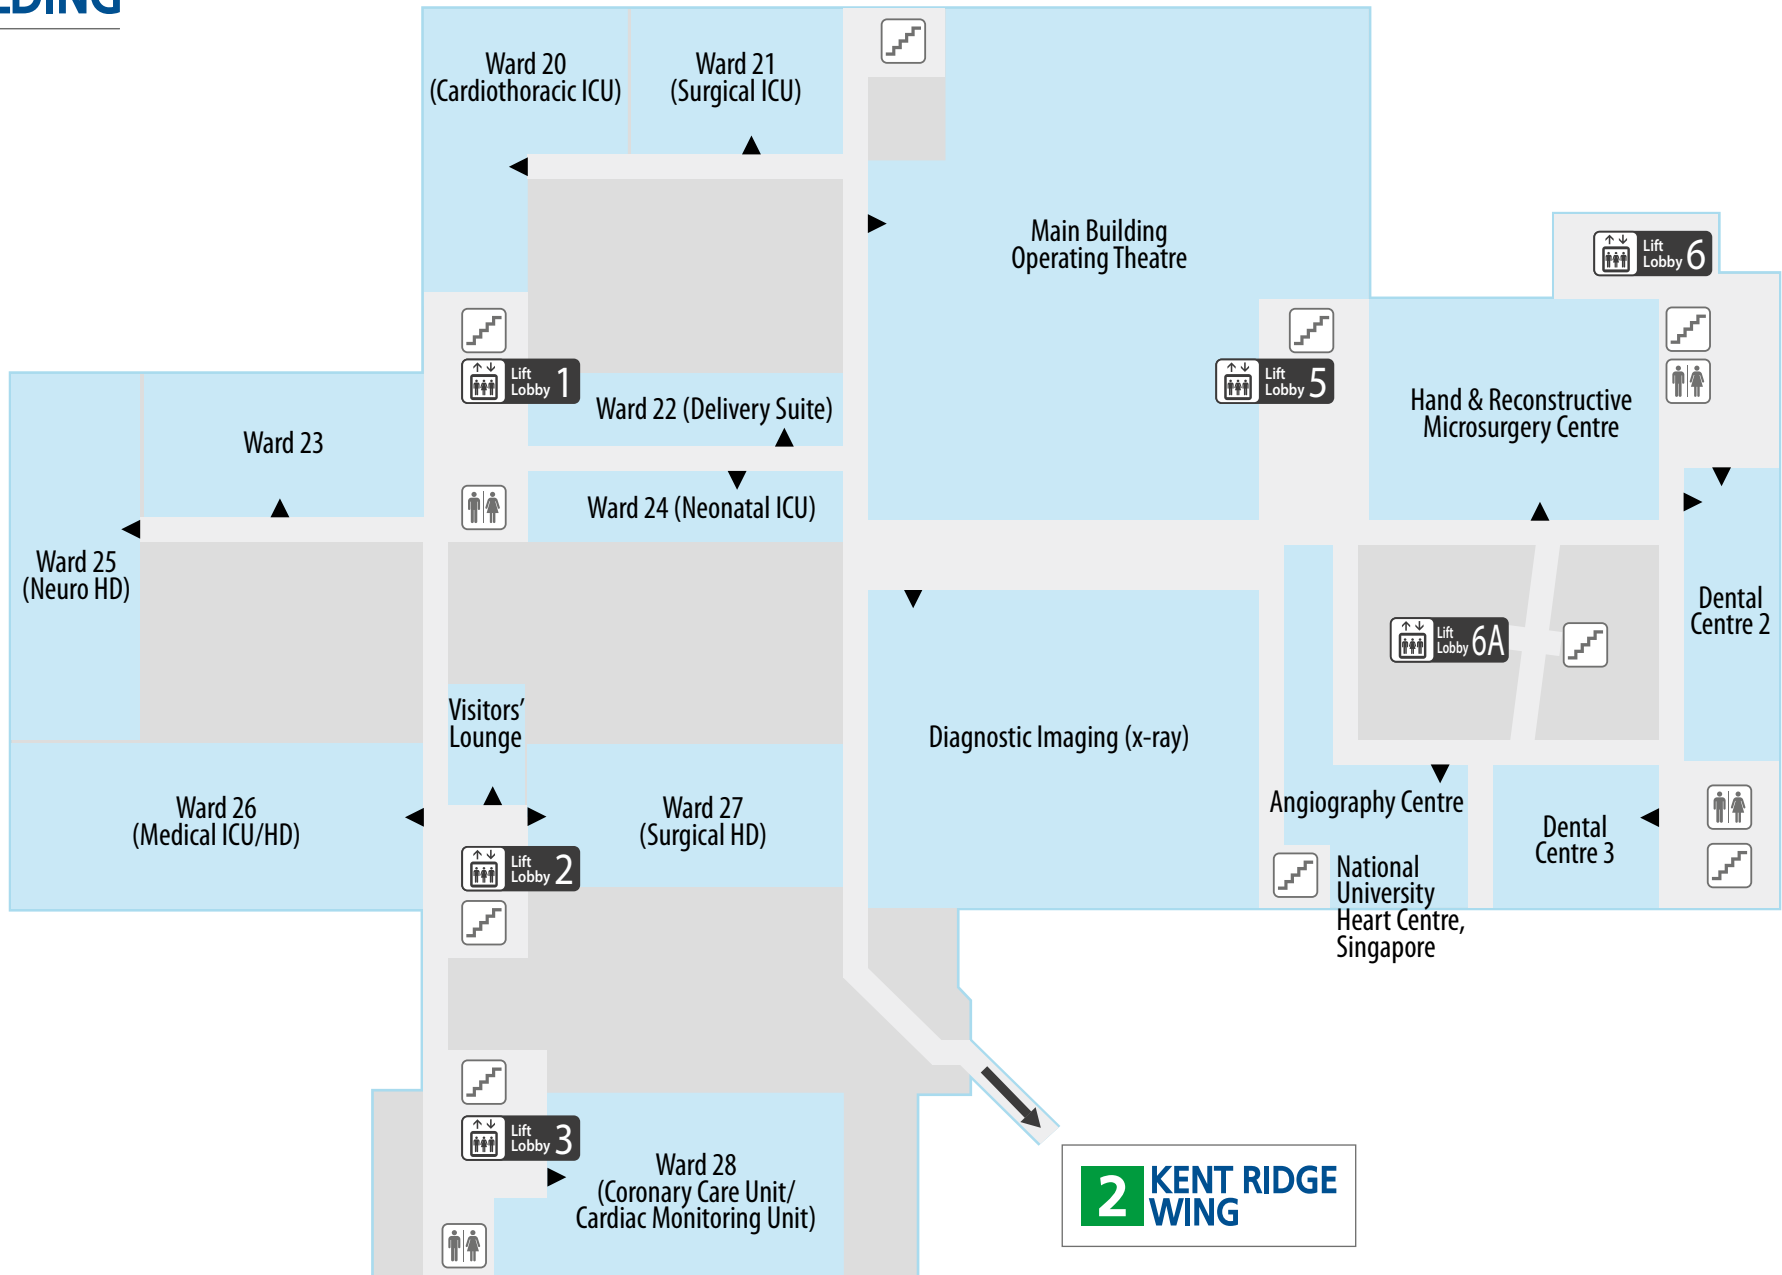 LDING
Ward 20
(Cardiothoracic ICU)
Ward 21
(Surgical ICU)
Main Building
Operating Theatre
Lift
Lobby 6
Lift
Lobby 1
Lift
Lobby 5
Ward 22 (Delivery Suite)
Hand & Reconstructive
Microsurgery Centre
Ward 23
Ward 24 (Neonatal ICU)
Ward 25
(Neuro HD)
Dental
Centre 2
Lift
Lobby 6A
Visitors’
Lounge
Diagnostic Imaging (x-ray)
Ward 26
(Medical ICU/HD)
Ward 27
(Surgical HD)
Angiography Centre
Dental
Centre 3
Lift
Lobby 2
National
University
Heart Centre,
Singapore
Lift
Lobby 3
Ward 28
(Coronary Care Unit/
Cardiac Monitoring Unit)
2 KENT RIDGE
WING